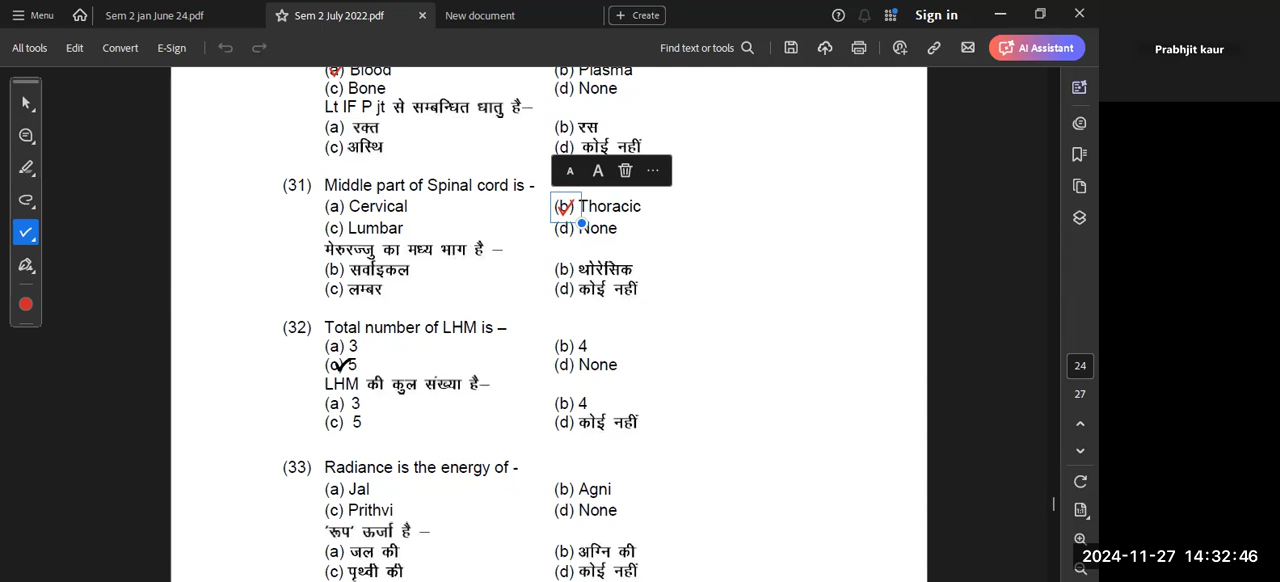 Menu
Sem 2 jan June 24.pdf
Sem 2 July 2022.pdf
New document
Create
Sign in
All tools
Edit
Convert
E-Sign
Find text or tools
AI Assistant
Prabhjit kaur
(a) Blood (b) Plasma
(c) Bone (d) None
Lt IF P jt से सम्बन्धित धातु है–
(a) रक्त (b) रस
(c) अस्थि (d) कोई नहीं
A A ...
(31) Middle part of Spinal cord is -
(a) Cervical (b) Thoracic
(c) Lumbar (d) None
मेरुरज्जु का मध्य भाग है –
(b) सर्वाइकल (b) थोरेसिक
(c) लम्बर (d) कोई नहीं
(32) Total number of LHM is –
(a) 3 (b) 4
(c) 5 (d) None
LHM की कुल संख्या है–
(a) 3 (b) 4
(c) 5 (d) कोई नहीं
(33) Radiance is the energy of -
(a) Jal (b) Agni
(c) Prithvi (d) None
'रूप' ऊर्जा है –
(a) जल की (b) अग्नि की
(c) पृथ्वी की (d) कोई नहीं
24
27
2024-11-27 14:32:46